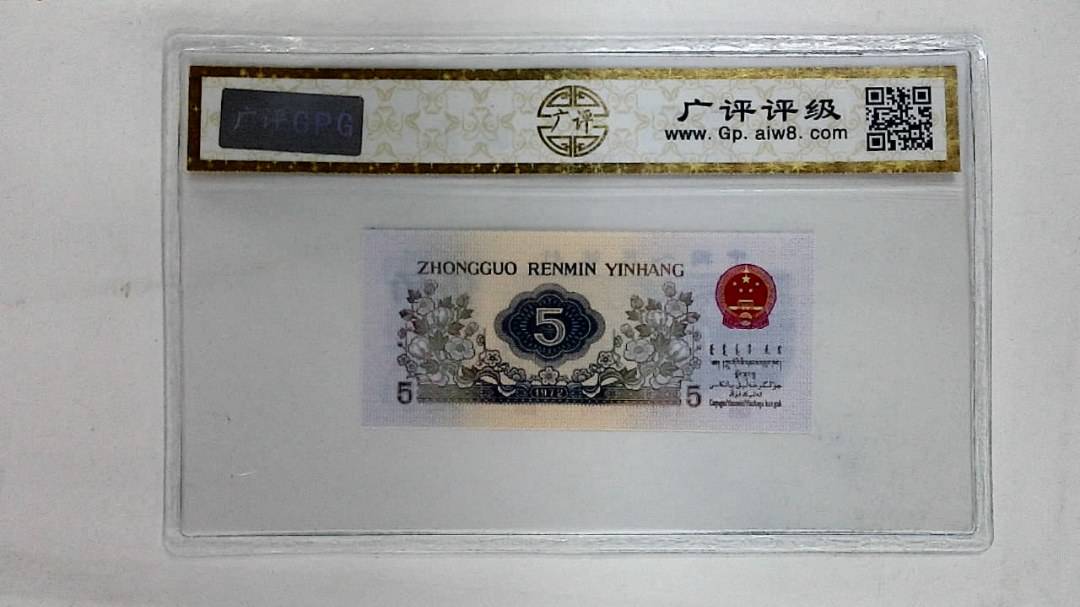 广评GPG
广评
广评评级
www.Gp.aiw8.com
ZHONGGUO RENMIN YINHANG
5
5
5
1972